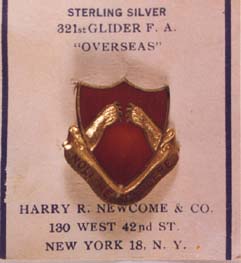 STERLING SILVER
321st GLIDER F. A.
"OVERSEAS"
HARRY R. NEWCOME & CO.
130 WEST 42nd ST.
NEW YORK 18, N. Y.